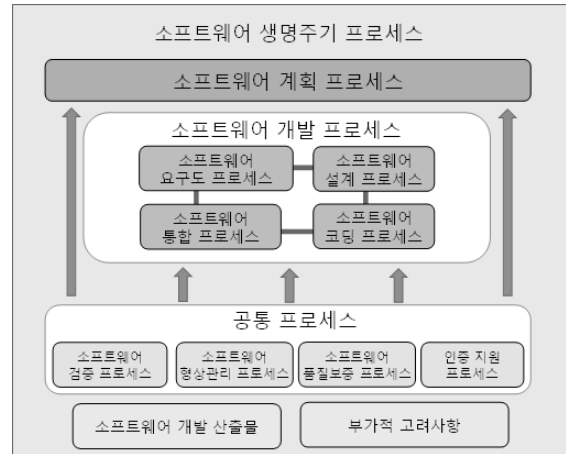 소프트웨어 생명주기 프로세스
소프트웨어 계획 프로세스
소프트웨어 개발 프로세스
소프트웨어
요구도 프로세스
소프트웨어
설계 프로세스
소프트웨어
통합 프로세스
소프트웨어
코딩 프로세스
공통 프로세스
소프트웨어
검증 프로세스
소프트웨어
형상관리 프로세스
소프트웨어
품질보증 프로세스
인증 지원
프로세스
소프트웨어 개발 산출물
부가적 고려사항